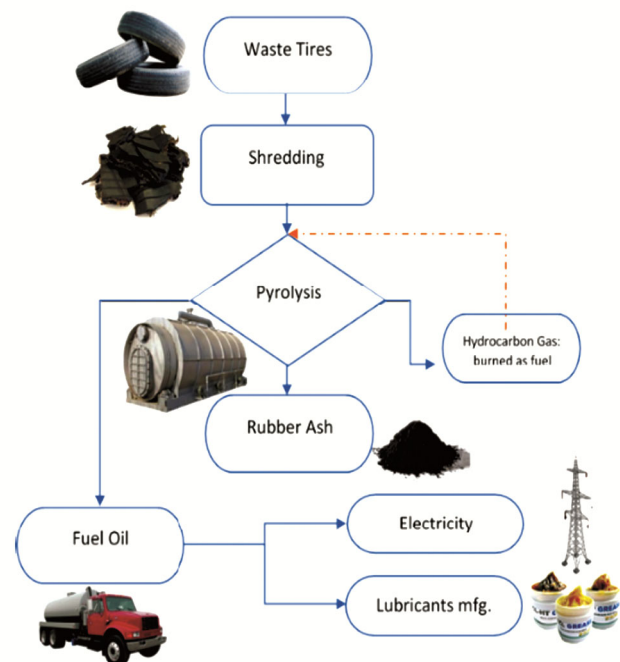 Waste Tires
Shredding
Pyrolysis
Hydrocarbon Gas:
burned as fuel
Rubber Ash
Fuel Oil
Electricity
Lubricants mfg.